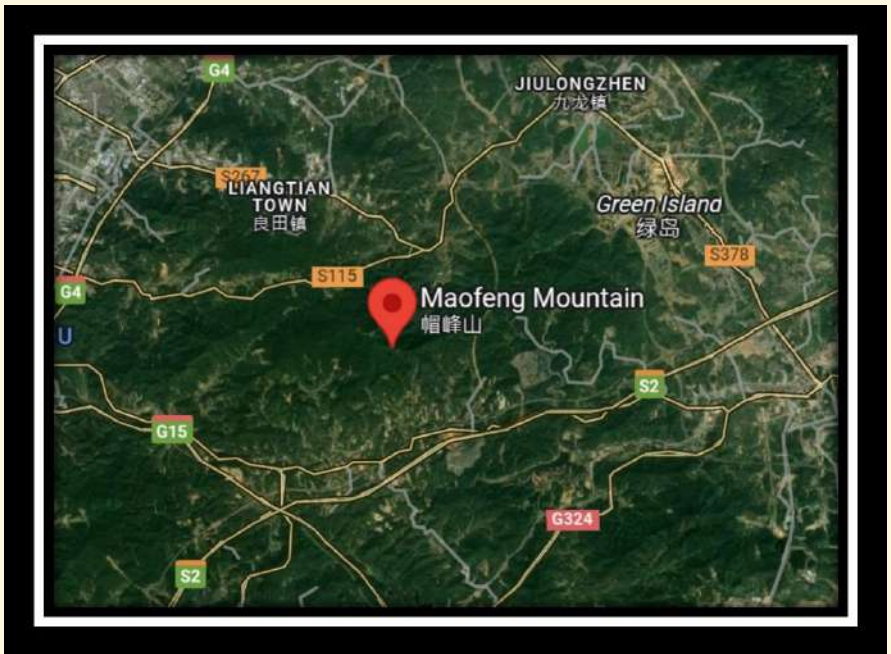 G4
JIULONGZHEN
九龙镇
S267
LIANGTIAN
TOWN
良田镇
Green Island
绿岛
S378
S115
G4
Maofeng Mountain
帽峰山
U
S2
G15
G324
S2